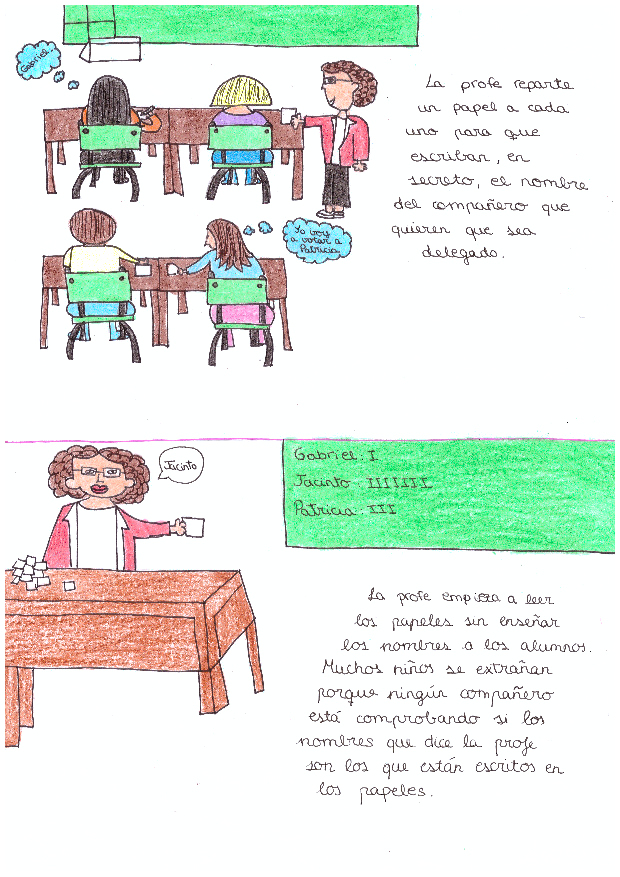 Gabriel.
La profe reparte
un papel a cada
uno para que
escriban, en
secreto, el nombre
del compañero que
quieren que sea
delegado.
Yo voy
a votar a
Patricia
Jacinto
Gabriel: I
Jacinto: IIIIIII
Patricia: III
La profe empieza a leer
los papeles sin enseñar
los nombres a los alumnos.
Muchos niños se extrañan
porque ningún compañero
está comprobando si los
nombres que dice la profe
son los que están escritos en
los papeles.